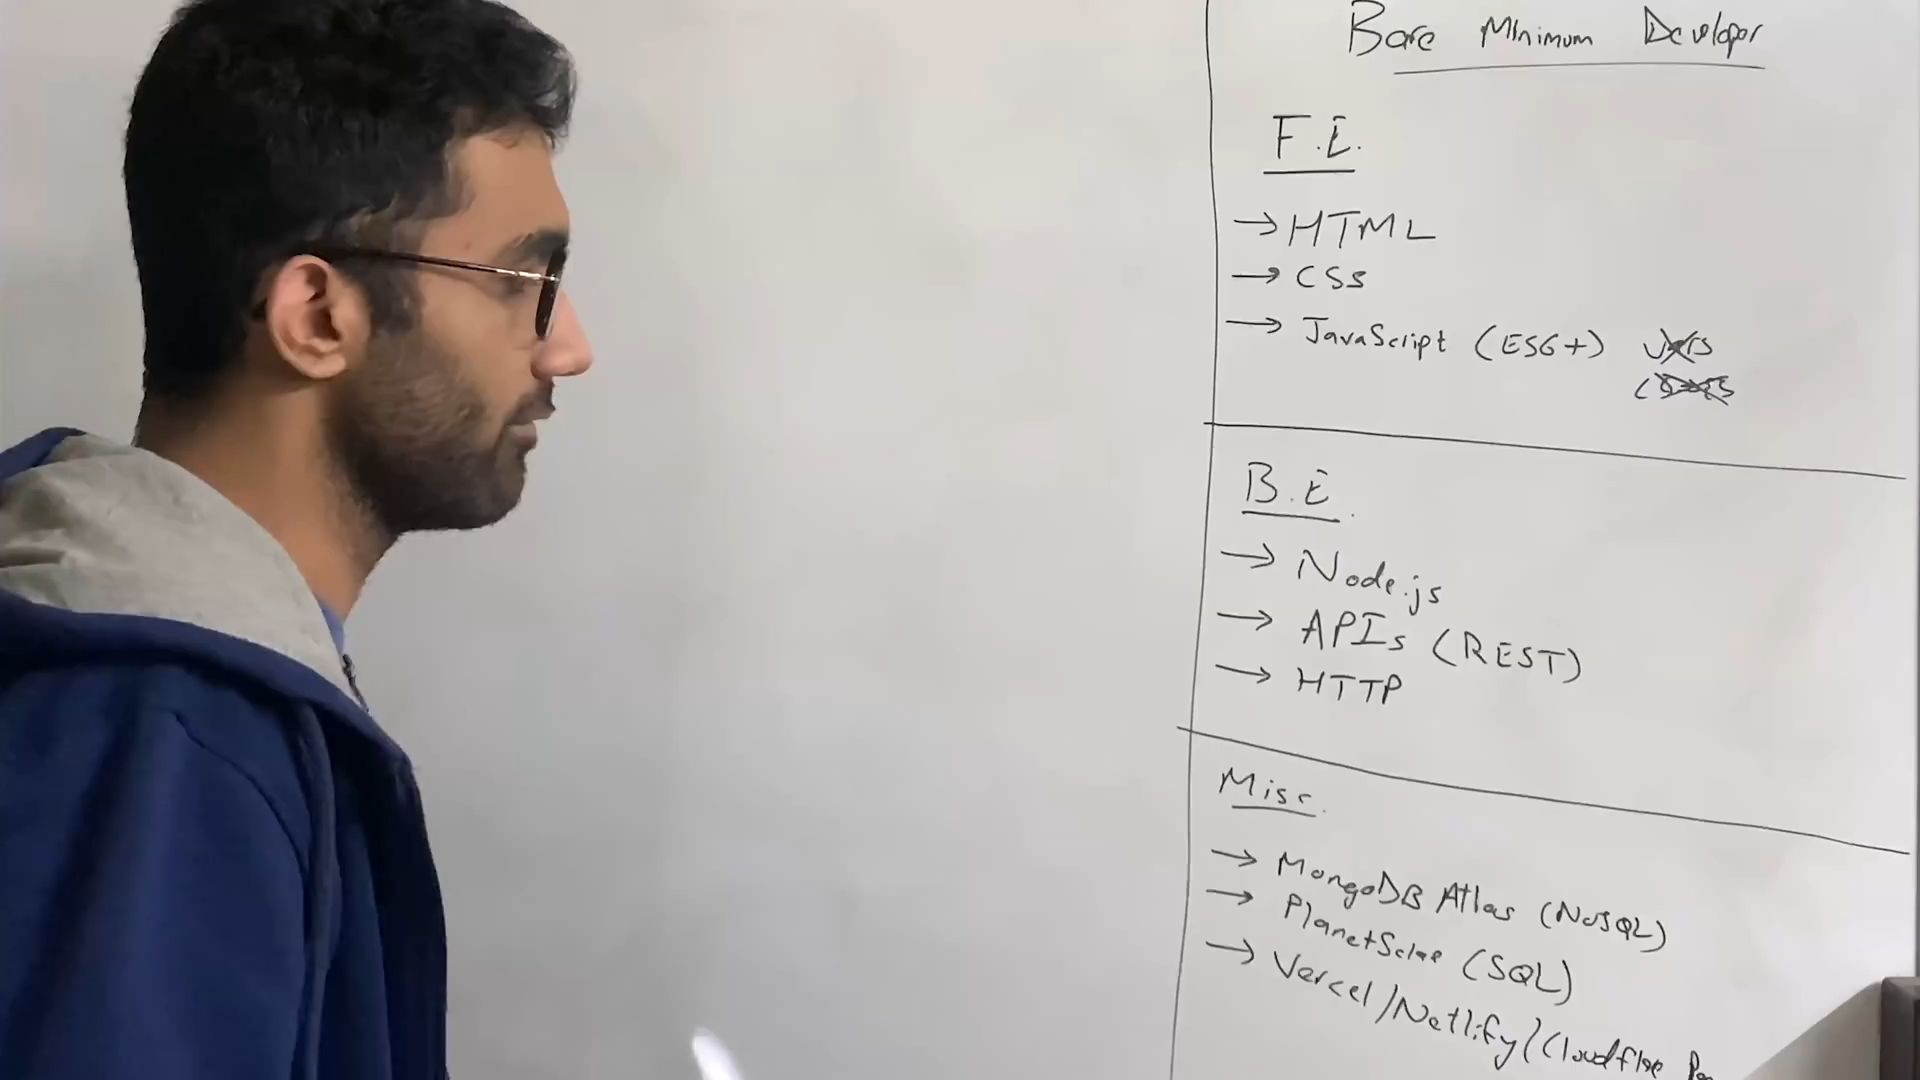 Bare Minimum Developer
F.E.
→ HTML
→ CSS
→ JavaScript (ES6+)
B.E.
→ Node.js
→ APIs (REST)
→ HTTP
Misc.
→ MongoDB Atlas (NoSQL)
→ PlanetScale (SQL)
→ Vercel/Netlify/Cloudflare